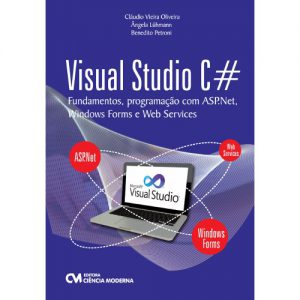 Cláudio Vieira Oliveira
Ângela Lühmann
Benedito Petroni
Visual Studio C#
Fundamentos, programação com ASP.Net,
Windows Forms e Web Services
Web
Services
ASP.Net
Microsoft
Visual Studio
Windows
Forms
EDITORA
CIÊNCIA MODERNA